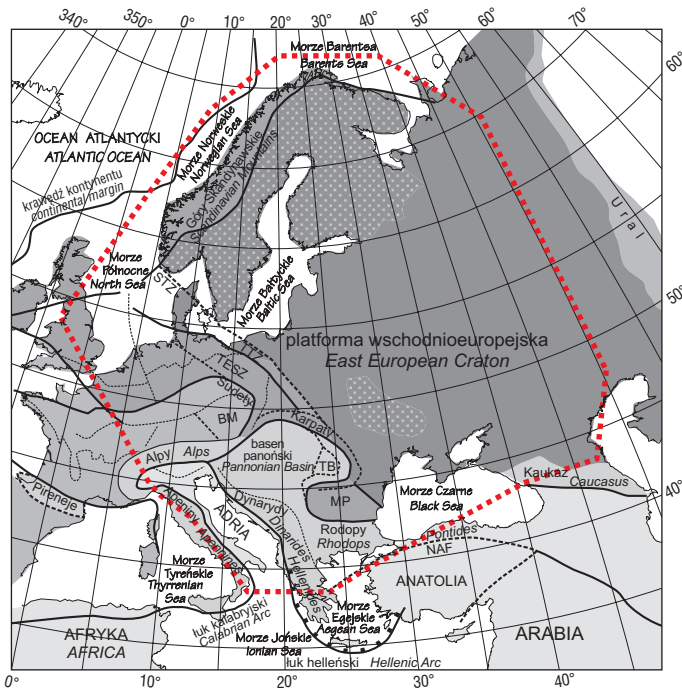 340° 350° 0° 10° 20° 30° 40° 50° 60° 70°
60°
50°
40°
Morze Barentsa
Barents Sea
OCEAN ATLANTYCKI
ATLANTIC OCEAN
krawędź kontynentu
continental margin
Morze Norweskie
Norwegian Sea
Góry Skandynawskie
Scandinavian Mountains
Ural
Morze
Północne
North Sea
STZ
Morze Bałtyckie
Baltic Sea
platforma wschodnioeuropejska
East European Craton
TTZ
TESZ
Sudety
BM
Karpaty
basen
panoński
Pannonian Basin
TB
Alpy Alps
MP
Pireneje
Apeniny Apennines
ADRIA
Dynarydy
Dinarides
Hellenides
Rodopy
Rhodops
Morze Czarne
Black Sea
Kaukaz
Caucasus
Pontides
NAF
ANATOLIA
Morze
Tyreńskie
Thyrrenian
Sea
łuk kalabryjski
Calabrian Arc
Morze
Egejskie
Aegean Sea
Morze Jońskie
Ionian Sea
łuk helleński Hellenic Arc
AFRYKA
AFRICA
ARABIA
0° 10° 20° 30° 40°